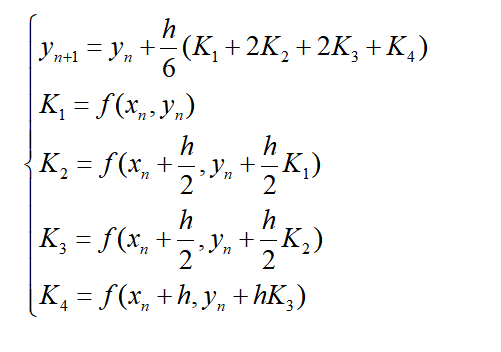 y_{n+1} = y_n + \frac{h}{6}(K_1 + 2K_2 + 2K_3 + K_4)
K_1 = f(x_n, y_n)
K_2 = f(x_n + \frac{h}{2}, y_n + \frac{h}{2}K_1)
K_3 = f(x_n + \frac{h}{2}, y_n + \frac{h}{2}K_2)
K_4 = f(x_n + h, y_n + hK_3)